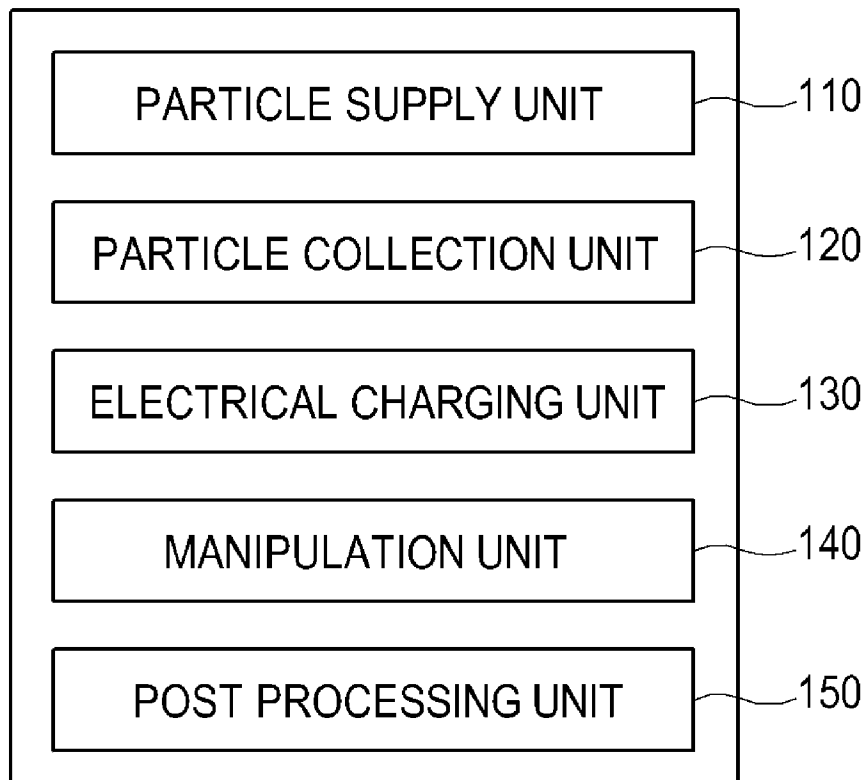 PARTICLE SUPPLY UNIT 110
PARTICLE COLLECTION UNIT 120
ELECTRICAL CHARGING UNIT 130
MANIPULATION UNIT 140
POST PROCESSING UNIT 150